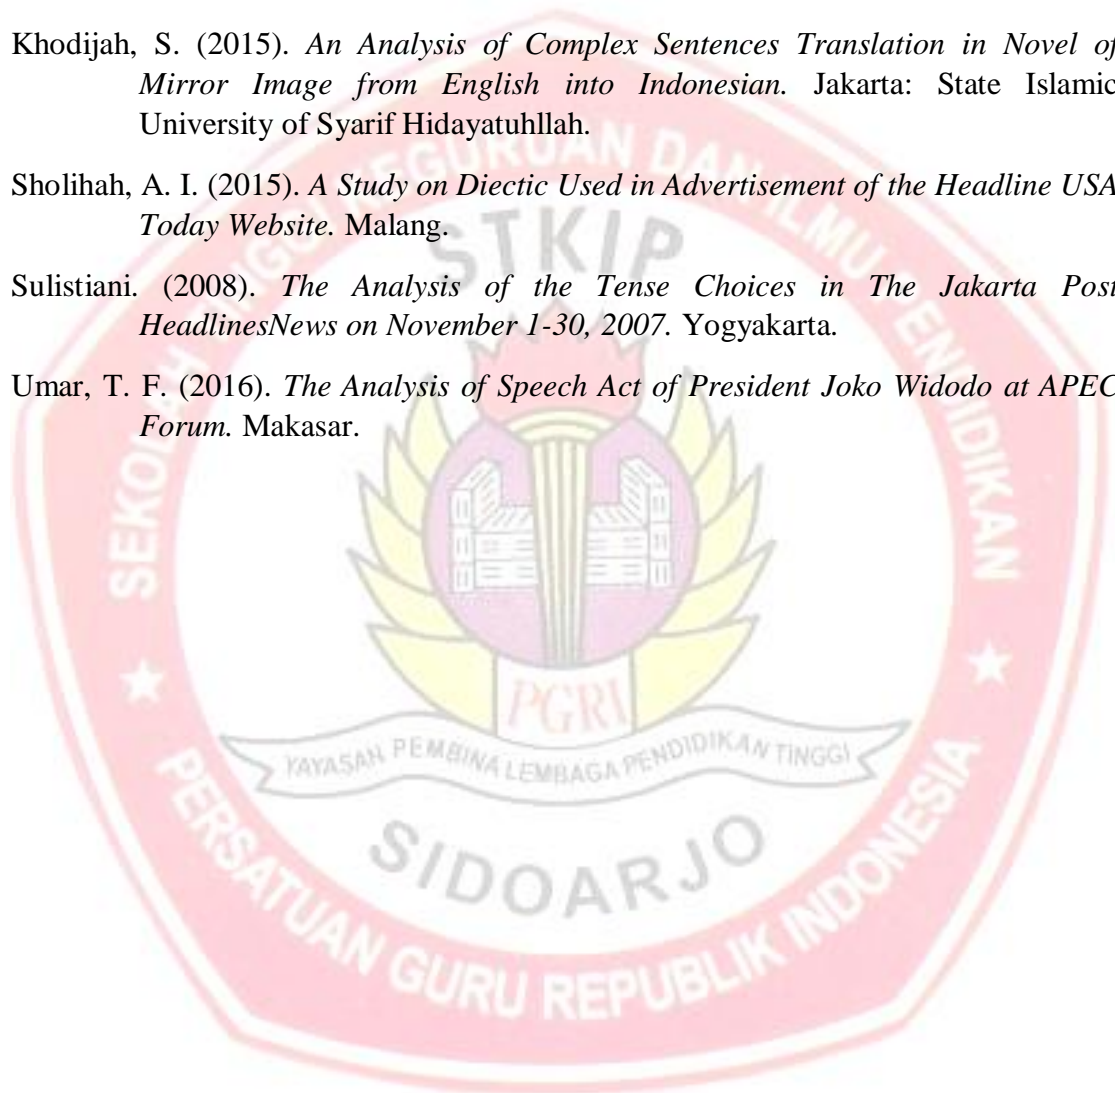 Khodijah, S. (2015). An Analysis of Complex Sentences Translation in Novel of
Mirror Image from English into Indonesian. Jakarta: State Islamic
University of Syarif Hidayatuhllah.
Sholihah, A. I. (2015). A Study on Diectic Used in Advertisement of the Headline USA
Today Website. Malang.
Sulistiani. (2008). The Analysis of the Tense Choices in The Jakarta Post
HeadlinesNews on November 1-30, 2007. Yogyakarta.
Umar, T. F. (2016). The Analysis of Speech Act of President Joko Widodo at APEC
Forum. Makasar.
SEKOLAH TINGGI KEGURUAN DAN ILMU PENDIDIKAN
STKIP
PGRI
YAYASAN PEMBINA LEMBAGA PENDIDIKAN TINGGI
SIDOARJO
PERSATUAN GURU REPUBLIK INDONESIA